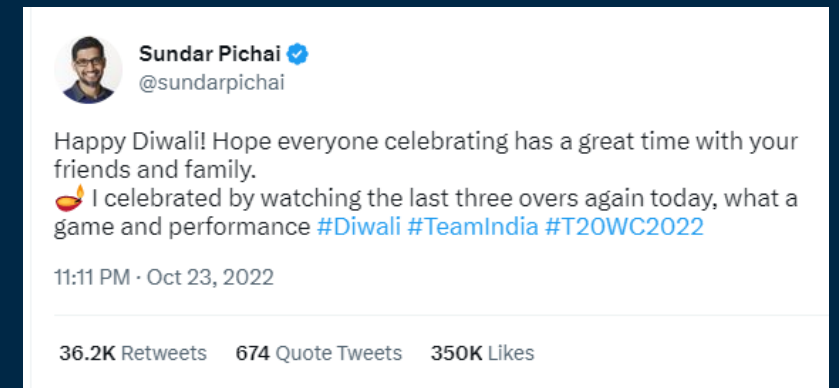 Sundar Pichai
@sundarpichai
Happy Diwali! Hope everyone celebrating has a great time with your
friends and family.
🪔 I celebrated by watching the last three overs again today, what a
game and performance #Diwali #TeamIndia #T20WC2022
11:11 PM · Oct 23, 2022
36.2K Retweets 674 Quote Tweets 350K Likes